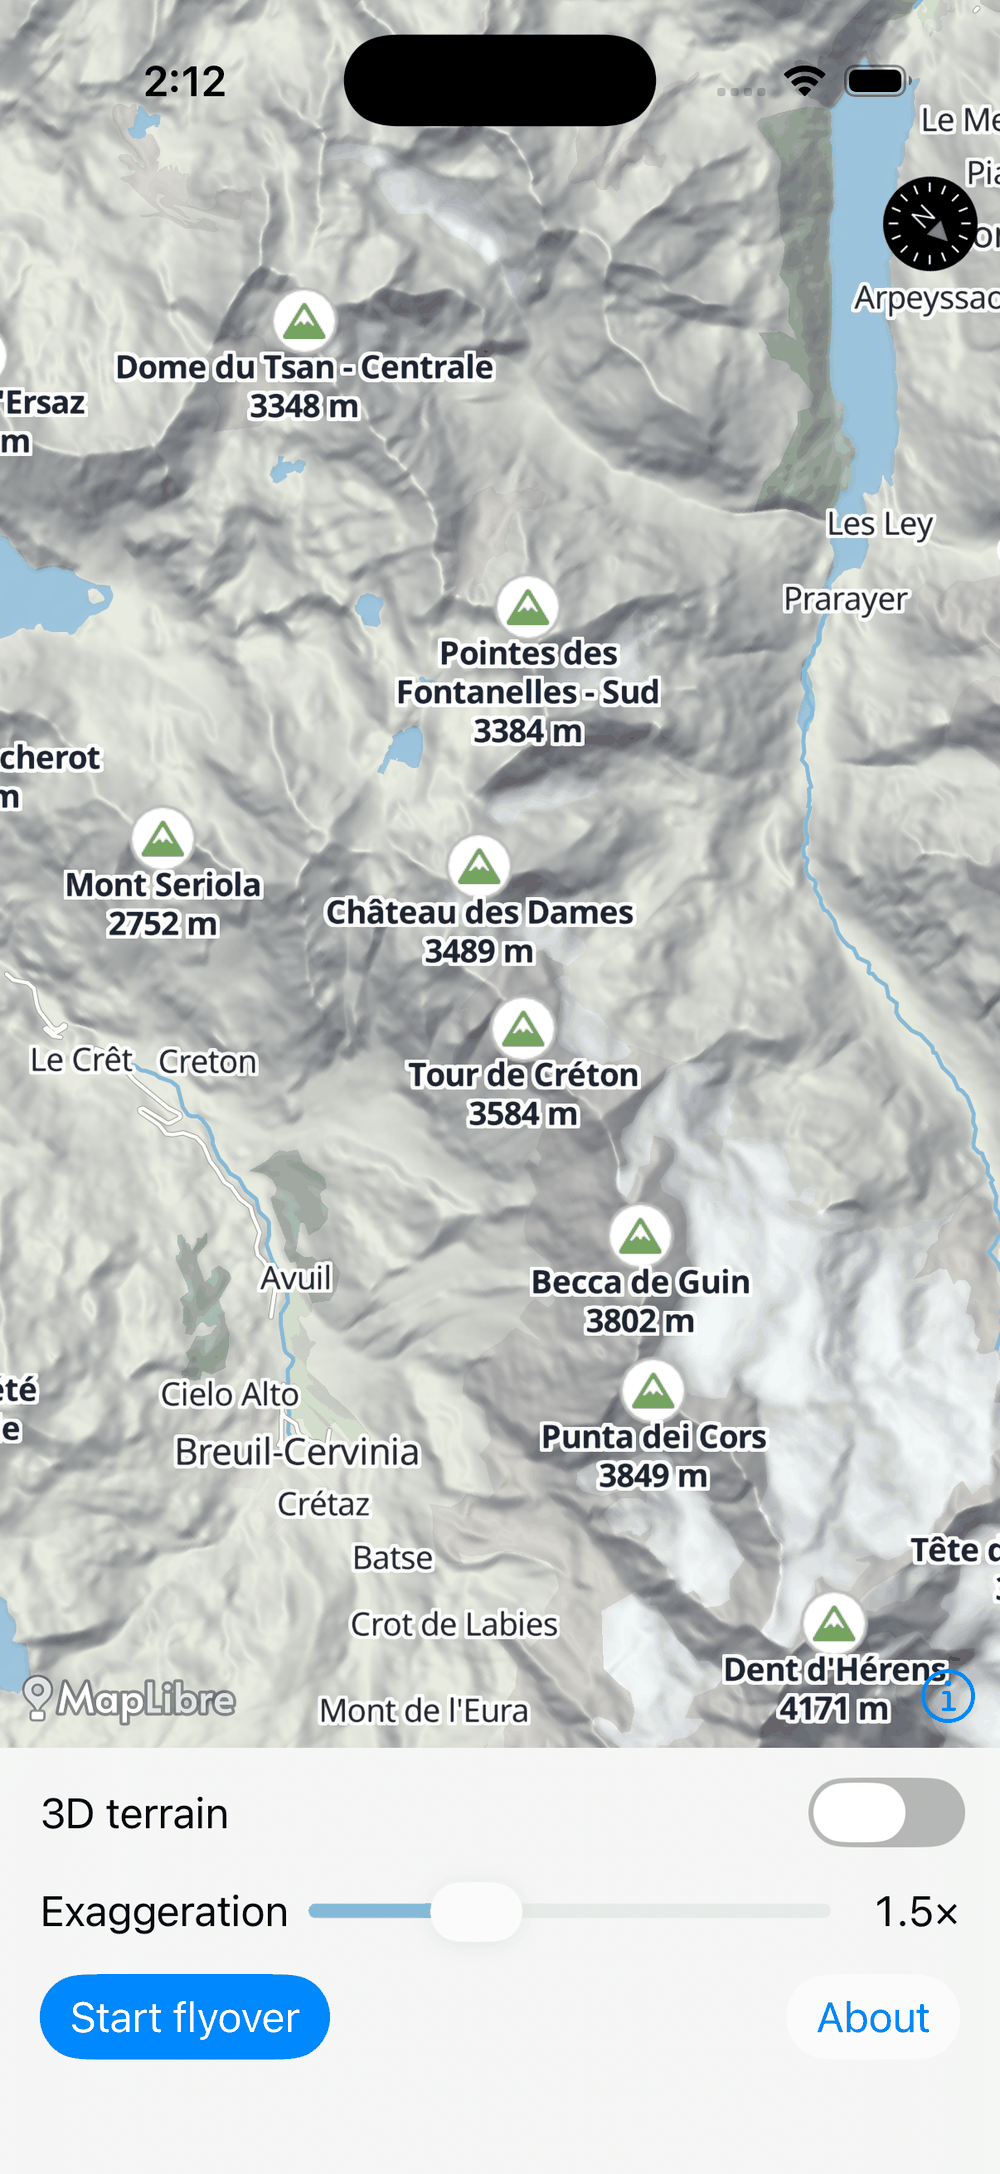 2:12
Le Me
Pia
N
or
Arpeyssao
Dome du Tsan - Centrale
3348 m
'Ersaz
m
Les Ley
Prarayer
Pointes des
Fontanelles - Sud
3384 m
cherot
m
Mont Seriola
2752 m
Château des Dames
3489 m
Tour de Créton
3584 m
Le Crêt
Creton
Avuil
Becca de Guin
3802 m
été
e
Cielo Alto
Breuil-Cervinia
Punta dei Cors
3849 m
Crétaz
Batse
Tête d
Crot de Labies
Dent d'Hérens
4171 m
MapLibre
Mont de l'Eura
3D terrain
Exaggeration
1.5×
Start flyover
About